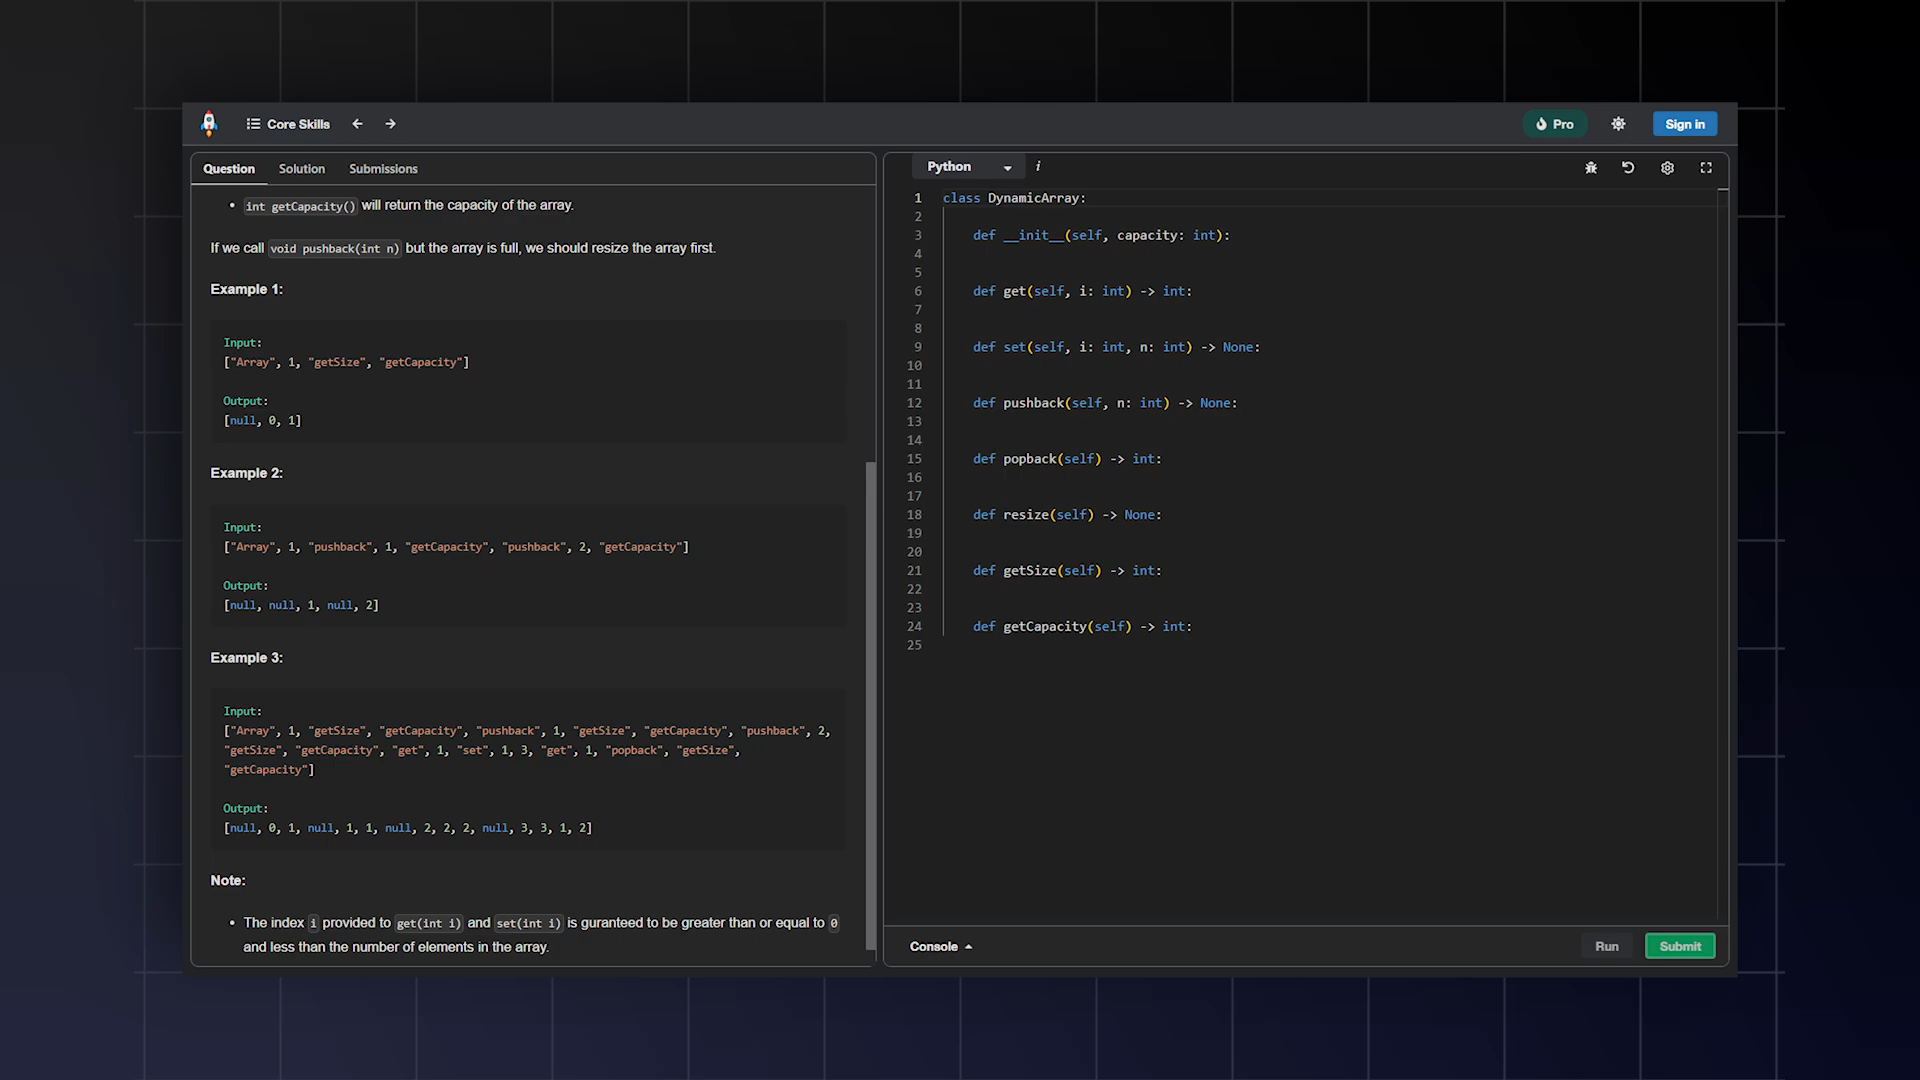 Core Skills
Pro
Sign in
Question Solution Submissions
• int getCapacity() will return the capacity of the array.
If we call void pushback(int n) but the array is full, we should resize the array first.
Example 1:
Input:
["Array", 1, "getSize", "getCapacity"]
Output:
[null, 0, 1]
Example 2:
Input:
["Array", 1, "pushback", 1, "getCapacity", "pushback", 2, "getCapacity"]
Output:
[null, null, 1, null, 2]
Example 3:
Input:
["Array", 1, "getSize", "getCapacity", "pushback", 1, "getSize", "getCapacity", "pushback", 2,
"getSize", "getCapacity", "get", 1, "set", 1, 3, "get", 1, "popback", "getSize",
"getCapacity"]
Output:
[null, 0, 1, null, 1, 1, null, 2, 2, 2, null, 3, 3, 1, 2]
Note:
• The index i provided to get(int i) and set(int i) is guranteed to be greater than or equal to 0
and less than the number of elements in the array.
Python i
1 class DynamicArray:
2
3 def __init__(self, capacity: int):
4
5
6 def get(self, i: int) -> int:
7
8
9 def set(self, i: int, n: int) -> None:
10
11
12 def pushback(self, n: int) -> None:
13
14
15 def popback(self) -> int:
16
17
18 def resize(self) -> None:
19
20
21 def getSize(self) -> int:
22
23
24 def getCapacity(self) -> int:
25
Console
Run
Submit